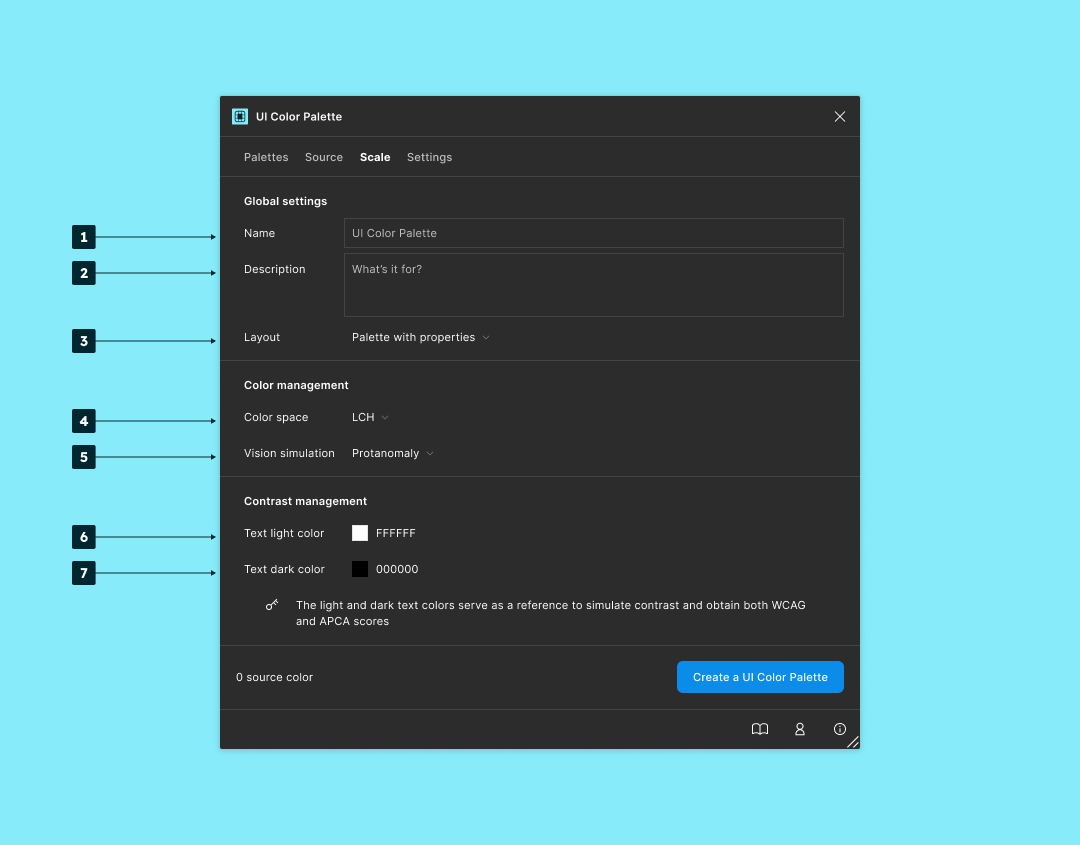 UI Color Palette
Palettes Source Scale Settings
Global settings
1 Name UI Color Palette
2 Description What’s it for?
3 Layout Palette with properties
Color management
4 Color space LCH
5 Vision simulation Protanomaly
Contrast management
6 Text light color FFFFFF
7 Text dark color 000000
The light and dark text colors serve as a reference to simulate contrast and obtain both WCAG
and APCA scores
0 source color Create a UI Color Palette